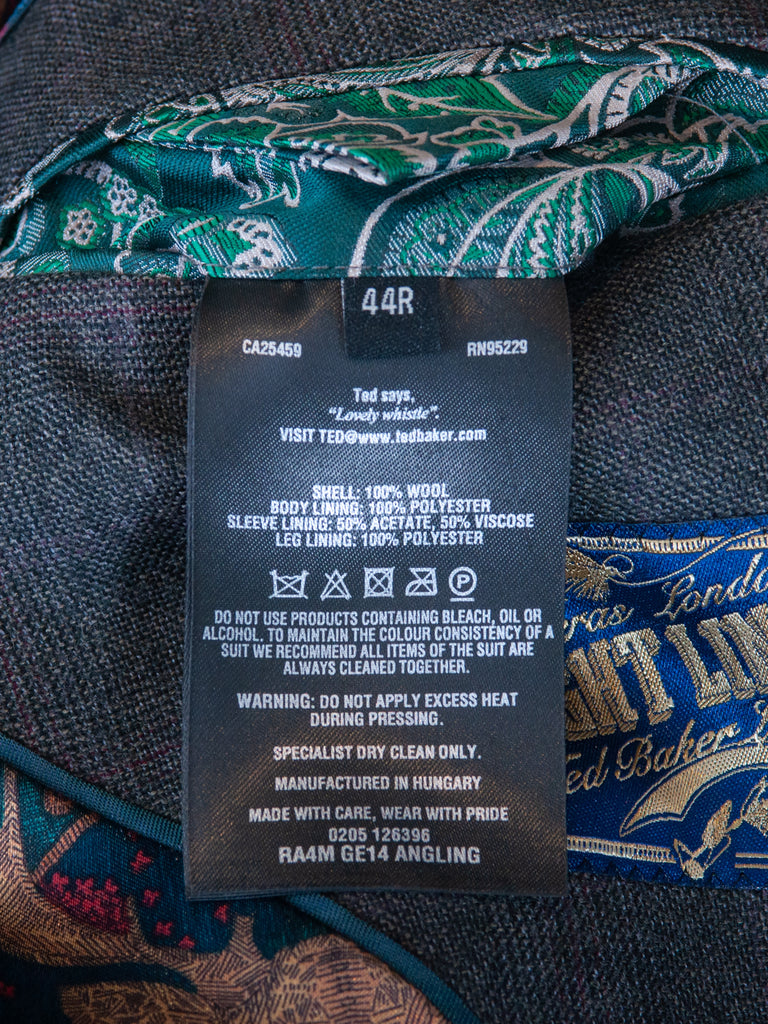 44R
CA25459 RN95229
Ted says,
"Lovely whistle".
VISIT TED@www.tedbaker.com
SHELL: 100% WOOL
BODY LINING: 100% POLYESTER
SLEEVE LINING: 50% ACETATE, 50% VISCOSE
LEG LINING: 100% POLYESTER
P
DO NOT USE PRODUCTS CONTAINING BLEACH, OIL OR
ALCOHOL. TO MAINTAIN THE COLOUR CONSISTENCY OF A
SUIT WE RECOMMEND ALL ITEMS OF THE SUIT ARE
ALWAYS CLEANED TOGETHER.
WARNING: DO NOT APPLY EXCESS HEAT
DURING PRESSING.
SPECIALIST DRY CLEAN ONLY.
MANUFACTURED IN HUNGARY
MADE WITH CARE, WEAR WITH PRIDE
0205 126396
RA4M GE14 ANGLING
Ted Baker